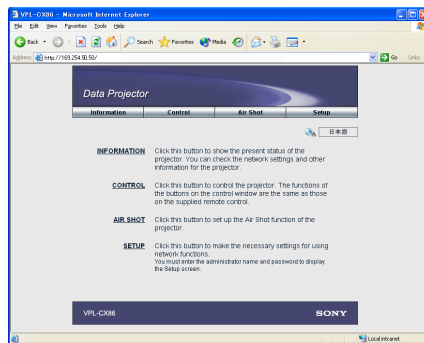 VPL-CX86 - Microsoft Internet Explorer
File Edit View Favorites Tools Help
Back Search Favorites Media
Address http://169.254.50.50/ Go Links
Data Projector
Information Control Air Shot Setup
日本語
INFORMATION Click this button to show the present status of the
projector. You can check the network settings and other
information for the projector.
CONTROL Click this button to control the projector. The functions of
the buttons on the control window are the same as those
on the supplied remote control.
AIR SHOT Click this button to set up the Air Shot function of the
projector.
SETUP Click this button to make the necessary settings for using
network functions.
You must enter the administrator name and password to display
the Setup screen.
VPL-CX86 SONY
Local intranet